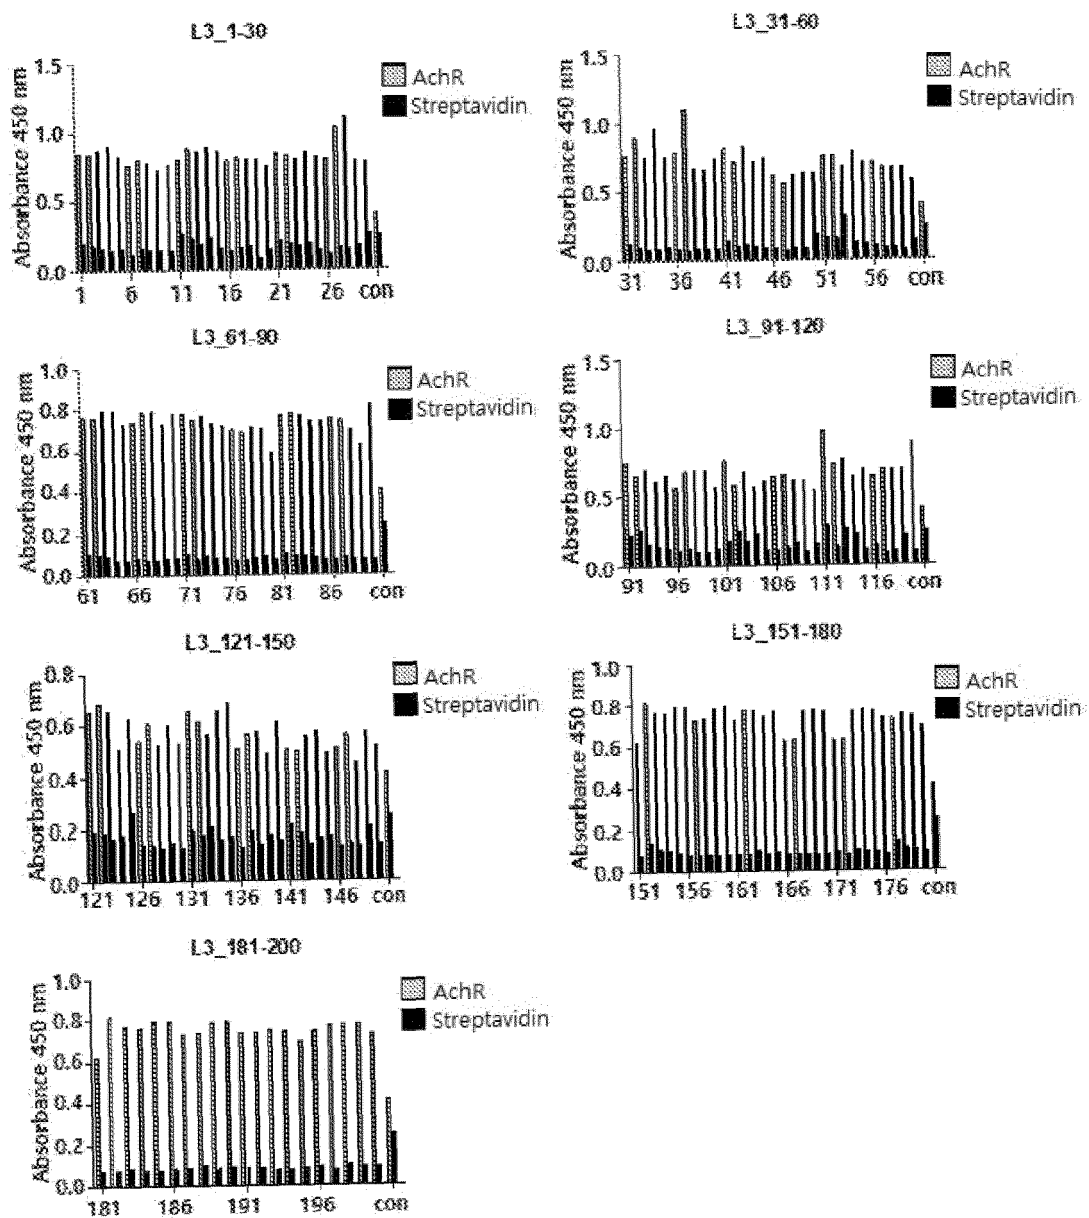 L3_1-30
Absorbance 450 nm
1.5
1.0
0.5
0.0
1 6 11 16 21 26 con
AchR
Streptavidin
L3_31-60
Absorbance 450 nm
1.5
1.0
0.5
0.0
31 36 41 46 51 56 con
AchR
Streptavidin
L3_61-90
Absorbance 450 nm
1.0
0.8
0.6
0.4
0.2
0.0
61 66 71 76 81 86 con
AchR
Streptavidin
L3_91-120
Absorbance 450 nm
1.5
1.0
0.5
0.0
91 96 101 106 111 116 con
AchR
Streptavidin
L3_121-150
Absorbance 450 nm
0.8
0.6
0.4
0.2
0.0
121 126 131 136 141 146 con
AchR
Streptavidin
L3_151-180
Absorbance 450 nm
1.0
0.8
0.6
0.4
0.2
0.0
151 156 161 166 171 176 con
AchR
Streptavidin
L3_181-200
Absorbance 450 nm
1.0
0.8
0.6
0.4
0.2
0.0
181 186 191 196 con
AchR
Streptavidin